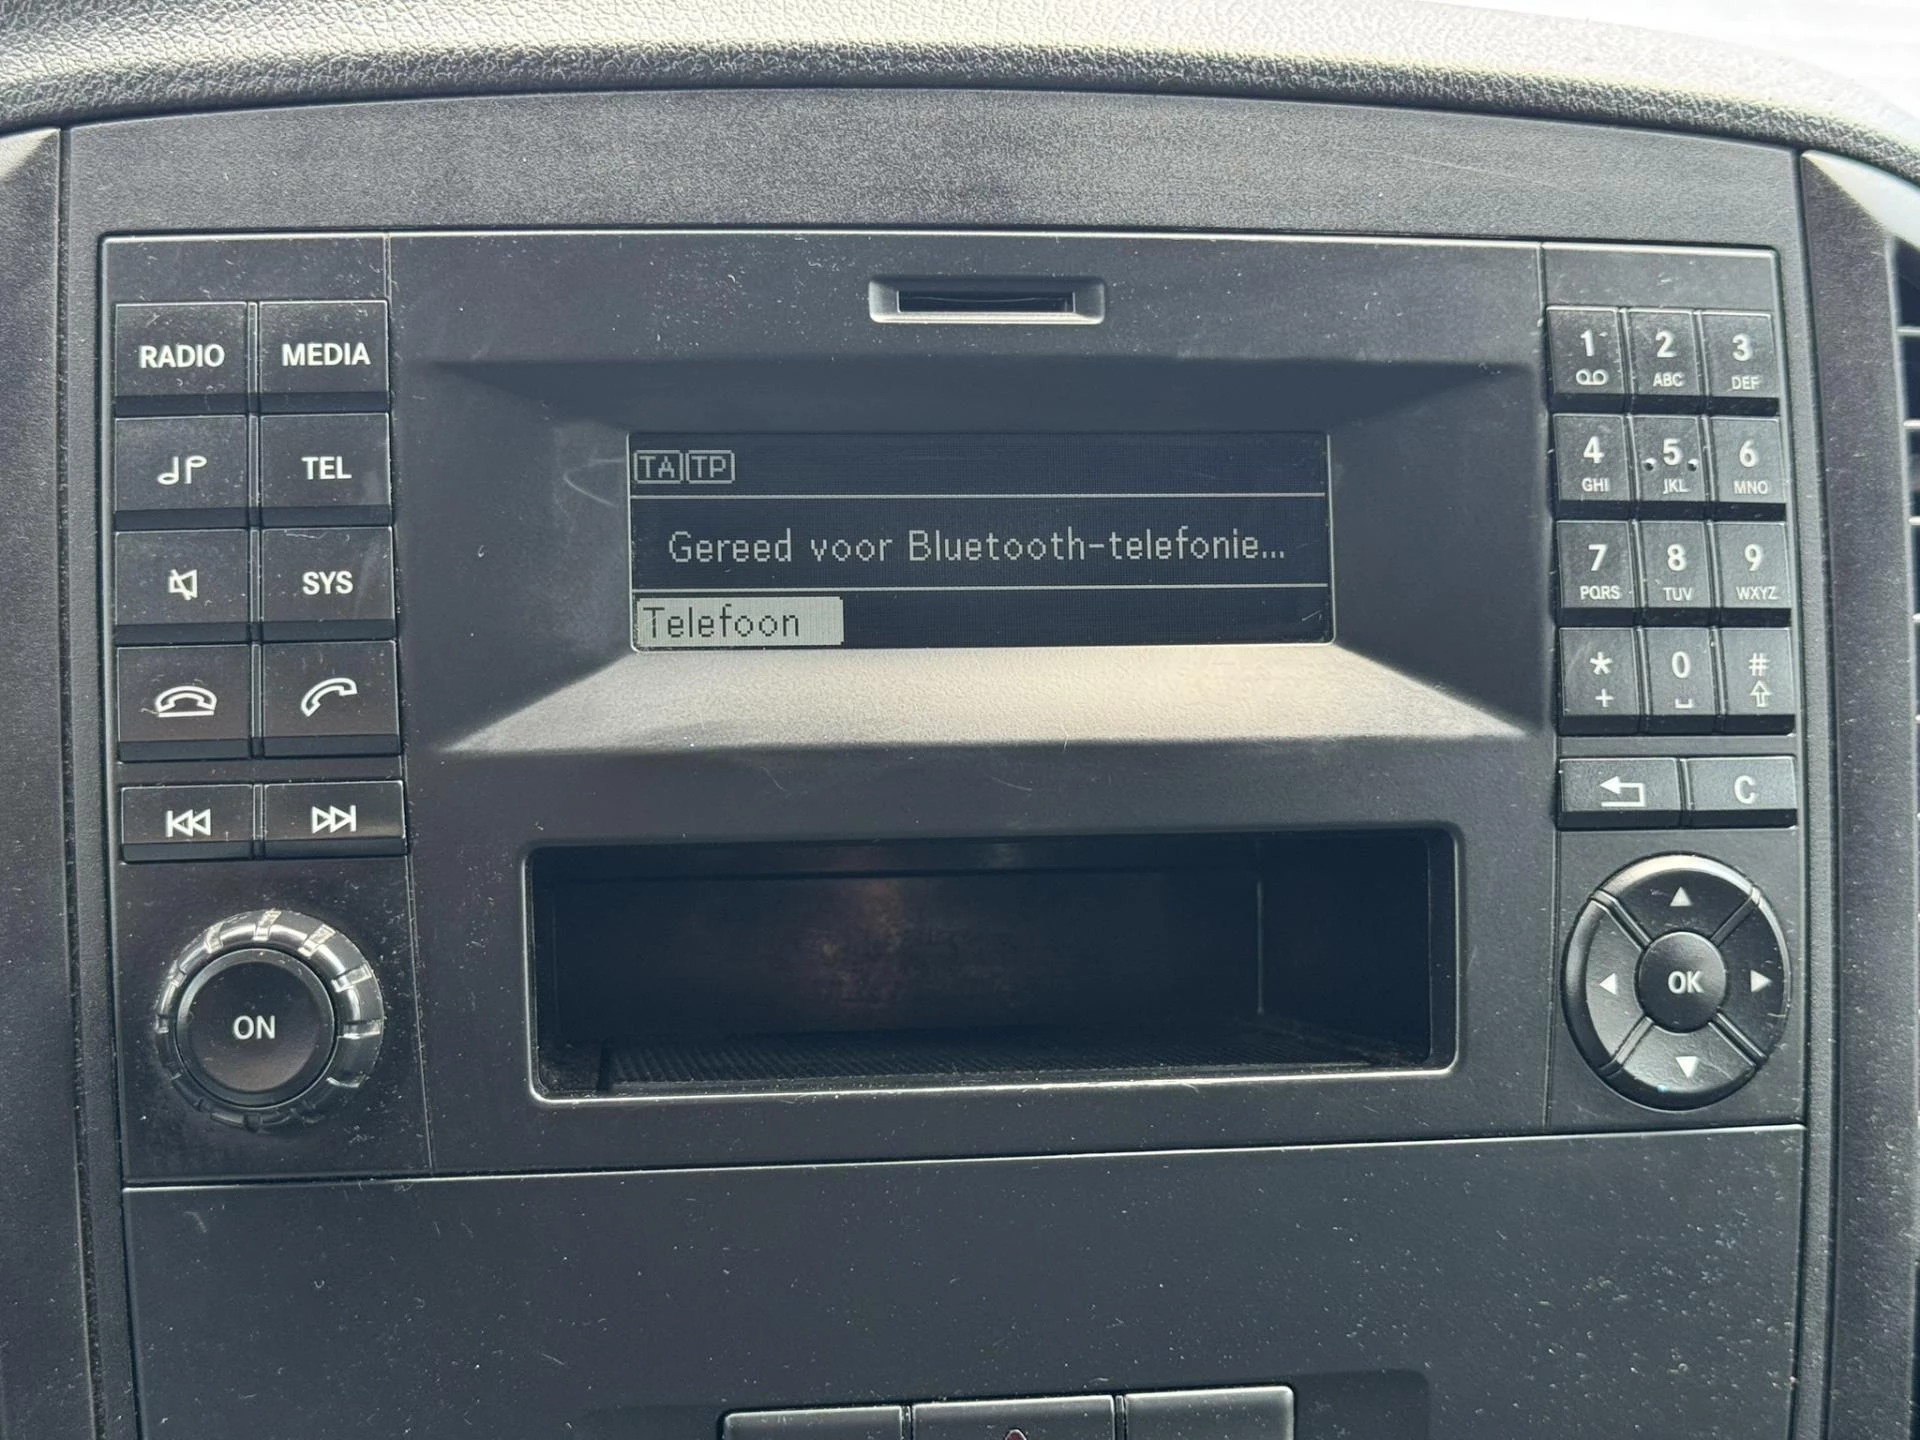 RADIO MEDIA
TEL
SYS
ON
TA TP
Gereed voor Bluetooth-telefonie...
Telefoon
1 2 3
ABC DEF
4 5 6
GHI JKL MNO
7 8 9
PQRS TUV WXYZ
* 0 #
+
C
OK